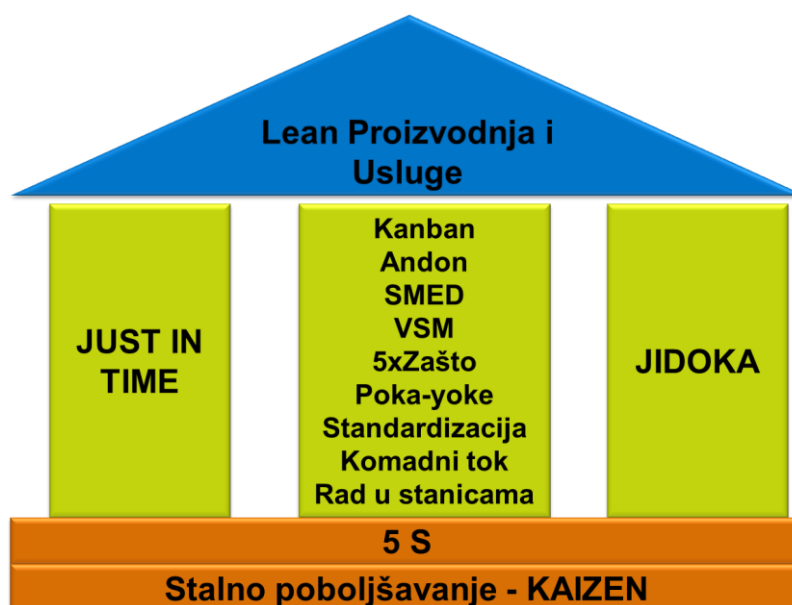 Lean Proizvodnja i
Usluge
JUST IN
TIME
Kanban
Andon
SMED
VSM
5xZašto
Poka-yoke
Standardizacija
Komadni tok
Rad u stanicama
JIDOKA
5 S
Stalno poboljšavanje - KAIZEN